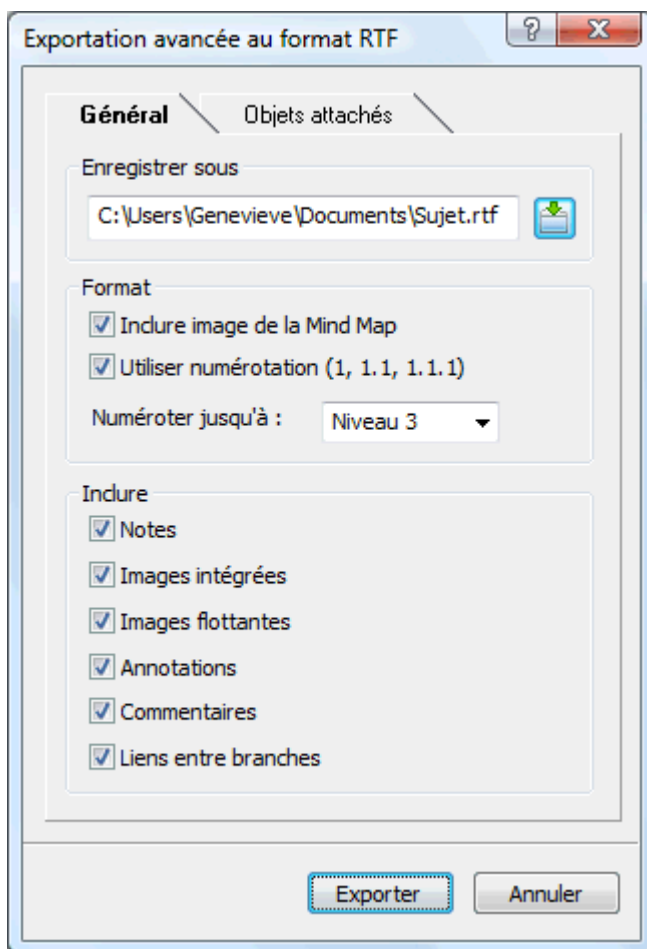 Exportation avancée au format RTF
Général
Objets attachés
Enregistrer sous
C:\Users\Genevieve\Documents\Sujet.rtf
Format
Inclure image de la Mind Map
Utiliser numérotation (1, 1.1, 1.1.1)
Numéroter jusqu'à :
Niveau 3
Inclure
Notes
Images intégrées
Images flottantes
Annotations
Commentaires
Liens entre branches
Exporter
Annuler